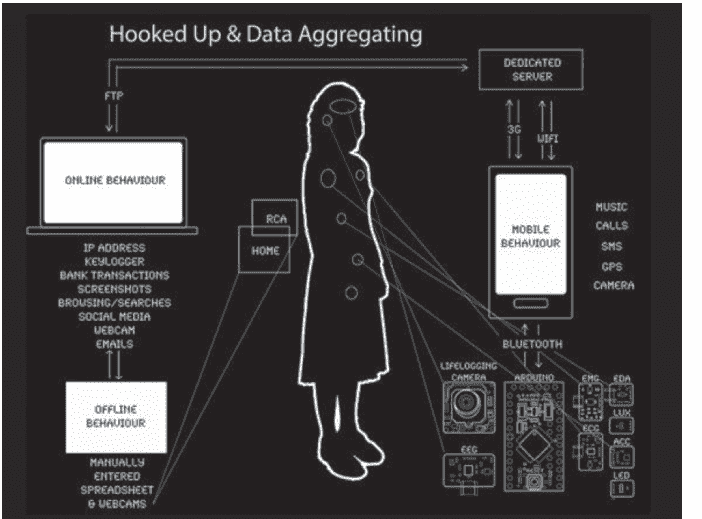 Hooked Up & Data Aggregating
DEDICATED
SERVER
FTP
3G
WIFI
ONLINE BEHAVIOUR
IP ADDRESS
KEYLOGGER
BANK TRANSACTIONS
SCREENSHOTS
BROWSING/SEARCHES
SOCIAL MEDIA
WEBCAM
EMAILS
OFFLINE
BEHAVIOUR
MANUALLY
ENTERED
SPREADSHEET
& WEBCAMS
RCA
HOME
MOBILE
BEHAVIOUR
MUSIC
CALLS
SMS
GPS
CAMERA
BLUETOOTH
LIFELOGGING
CAMERA
ARDUINO
EMG
EDA
LUX
ECG
ACC
LED
EEG